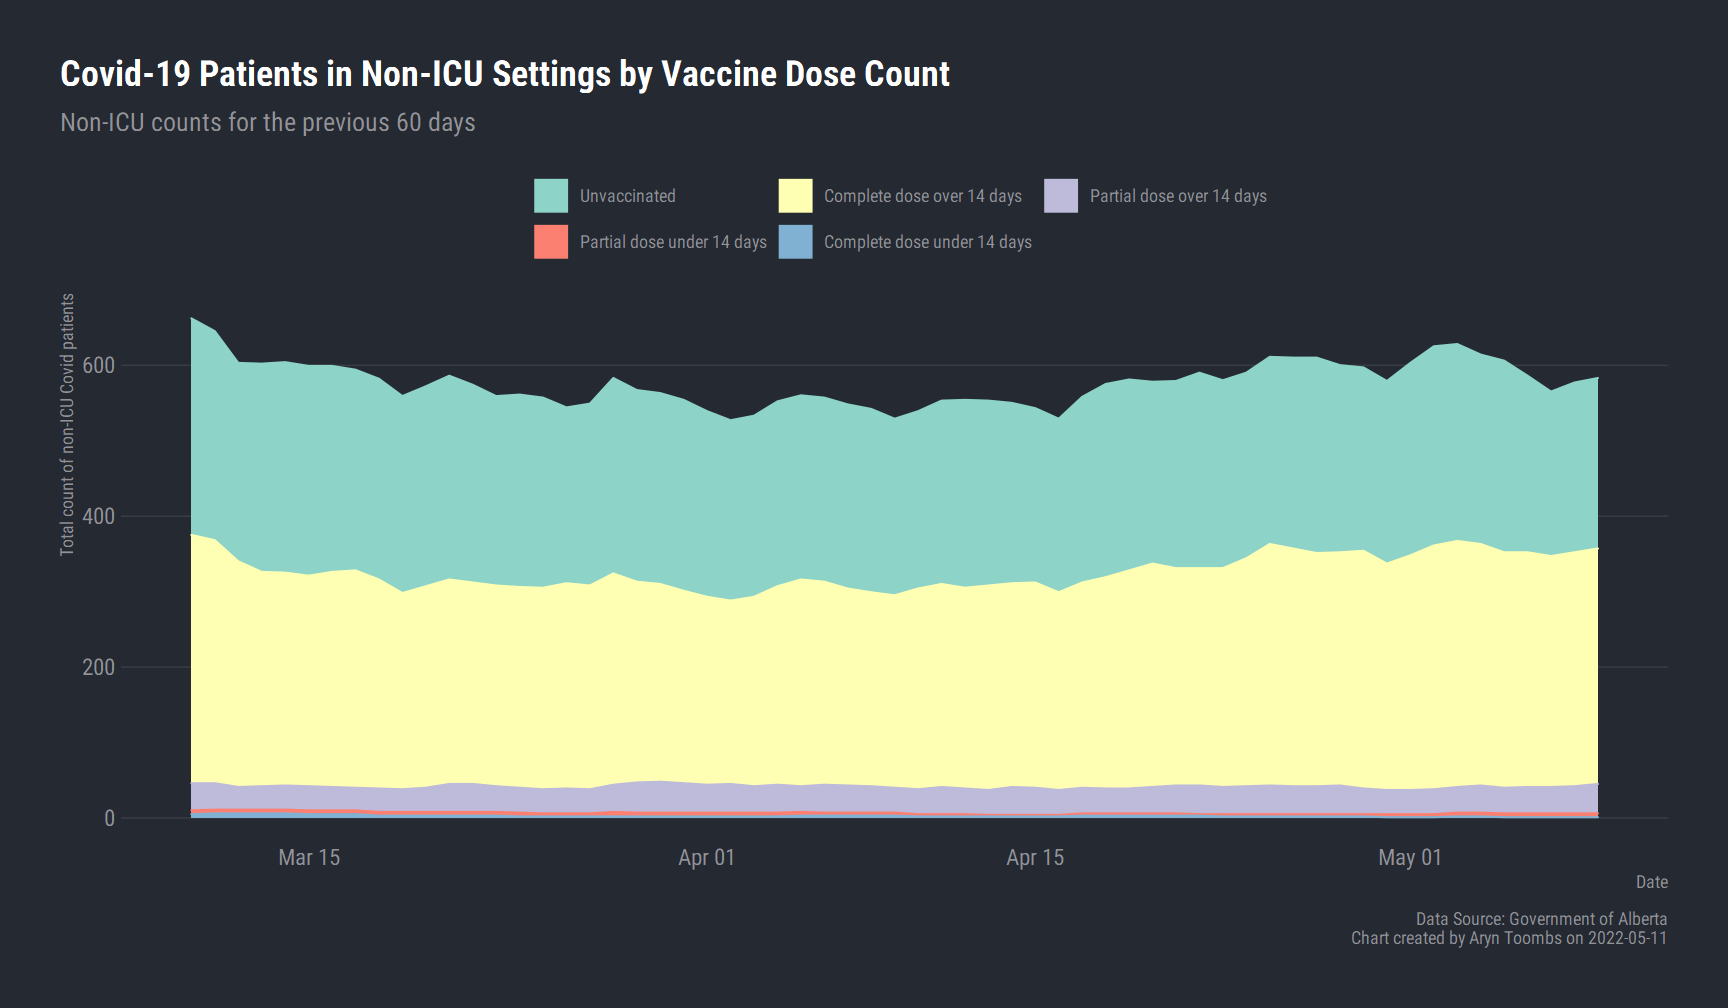 Covid-19 Patients in Non-ICU Settings by Vaccine Dose Count
Non-ICU counts for the previous 60 days
Unvaccinated
Complete dose over 14 days
Partial dose over 14 days
Partial dose under 14 days
Complete dose under 14 days
Total count of non-ICU Covid patients
600
400
200
0
Mar 15
Apr 01
Apr 15
May 01
Date
Data Source: Government of Alberta
Chart created by Aryn Toombs on 2022-05-11